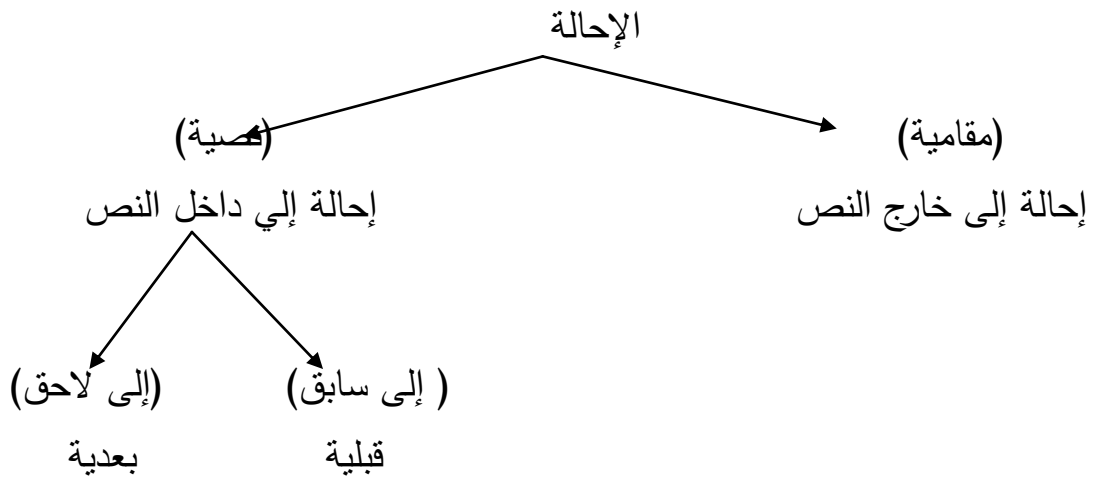 الإحالة
(مقامية) (نصية)
إحالة إلى خارج النص إحالة إلي داخل النص
( إلى سابق) (إلى لاحق)
قبلية بعدية